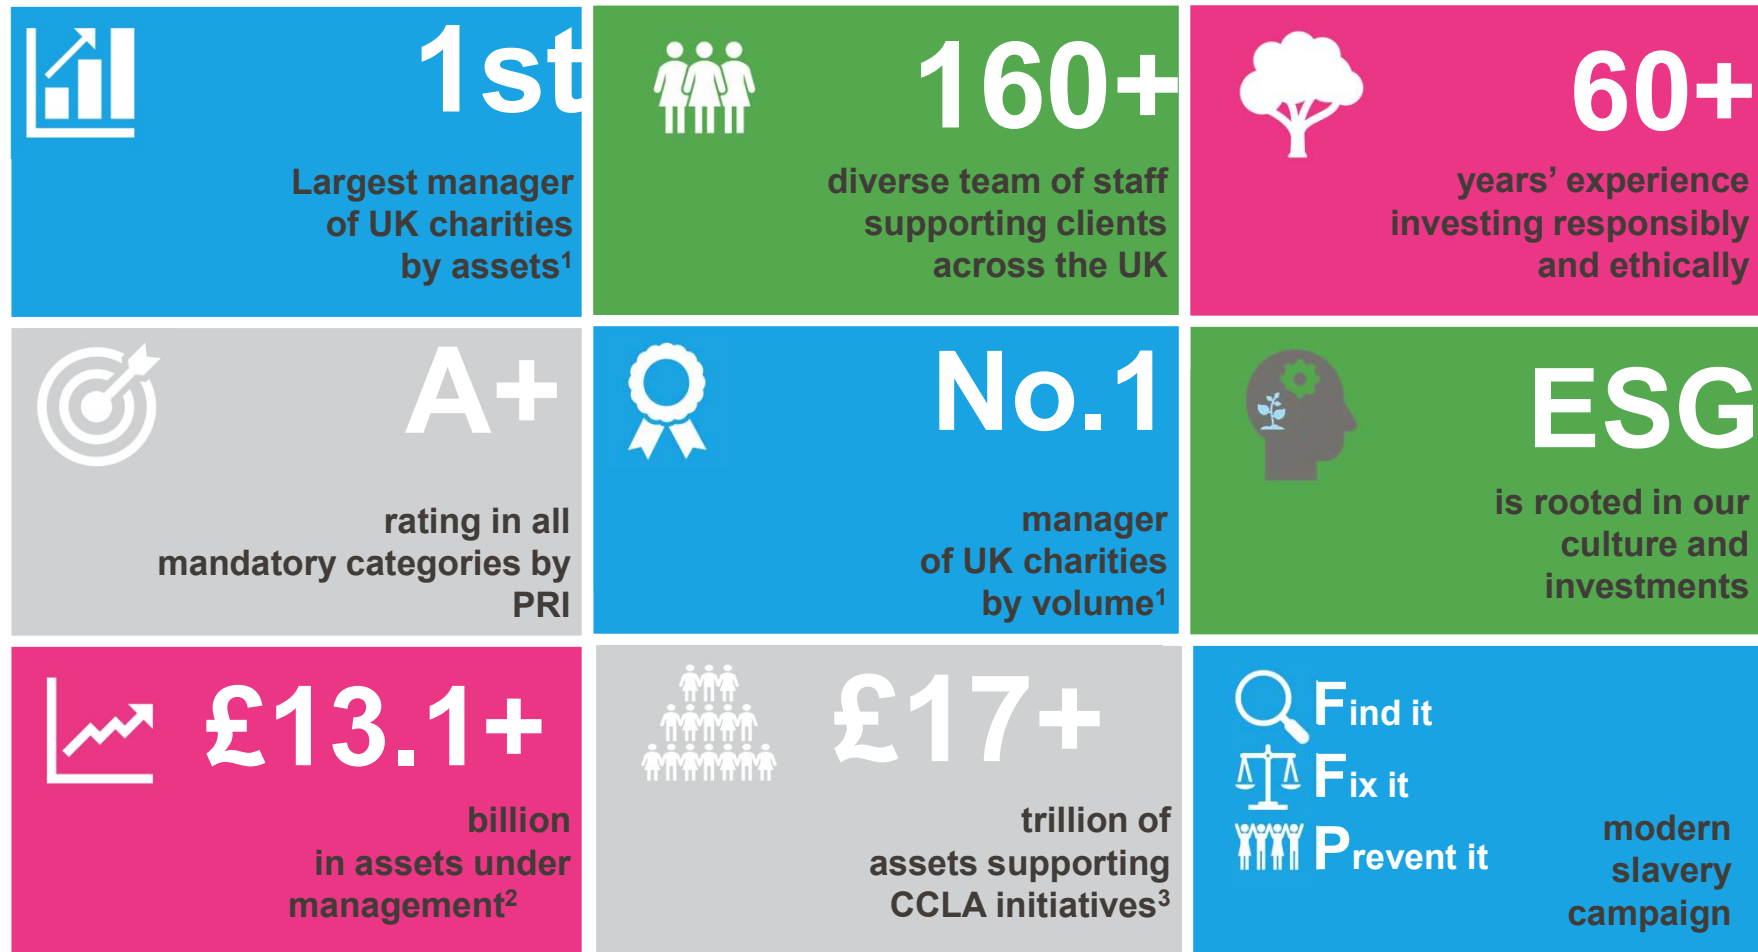 1st
Largest manager
of UK charities
by assets¹
160+
diverse team of staff
supporting clients
across the UK
60+
years’ experience
investing responsibly
and ethically
A+
rating in all
mandatory categories by
PRI
No.1
manager
of UK charities
by volume¹
ESG
is rooted in our
culture and
investments
£13.1+
billion
in assets under
management²
£17+
trillion of
assets supporting
CCLA initiatives³
Find it
Fix it
Prevent it
modern
slavery
campaign